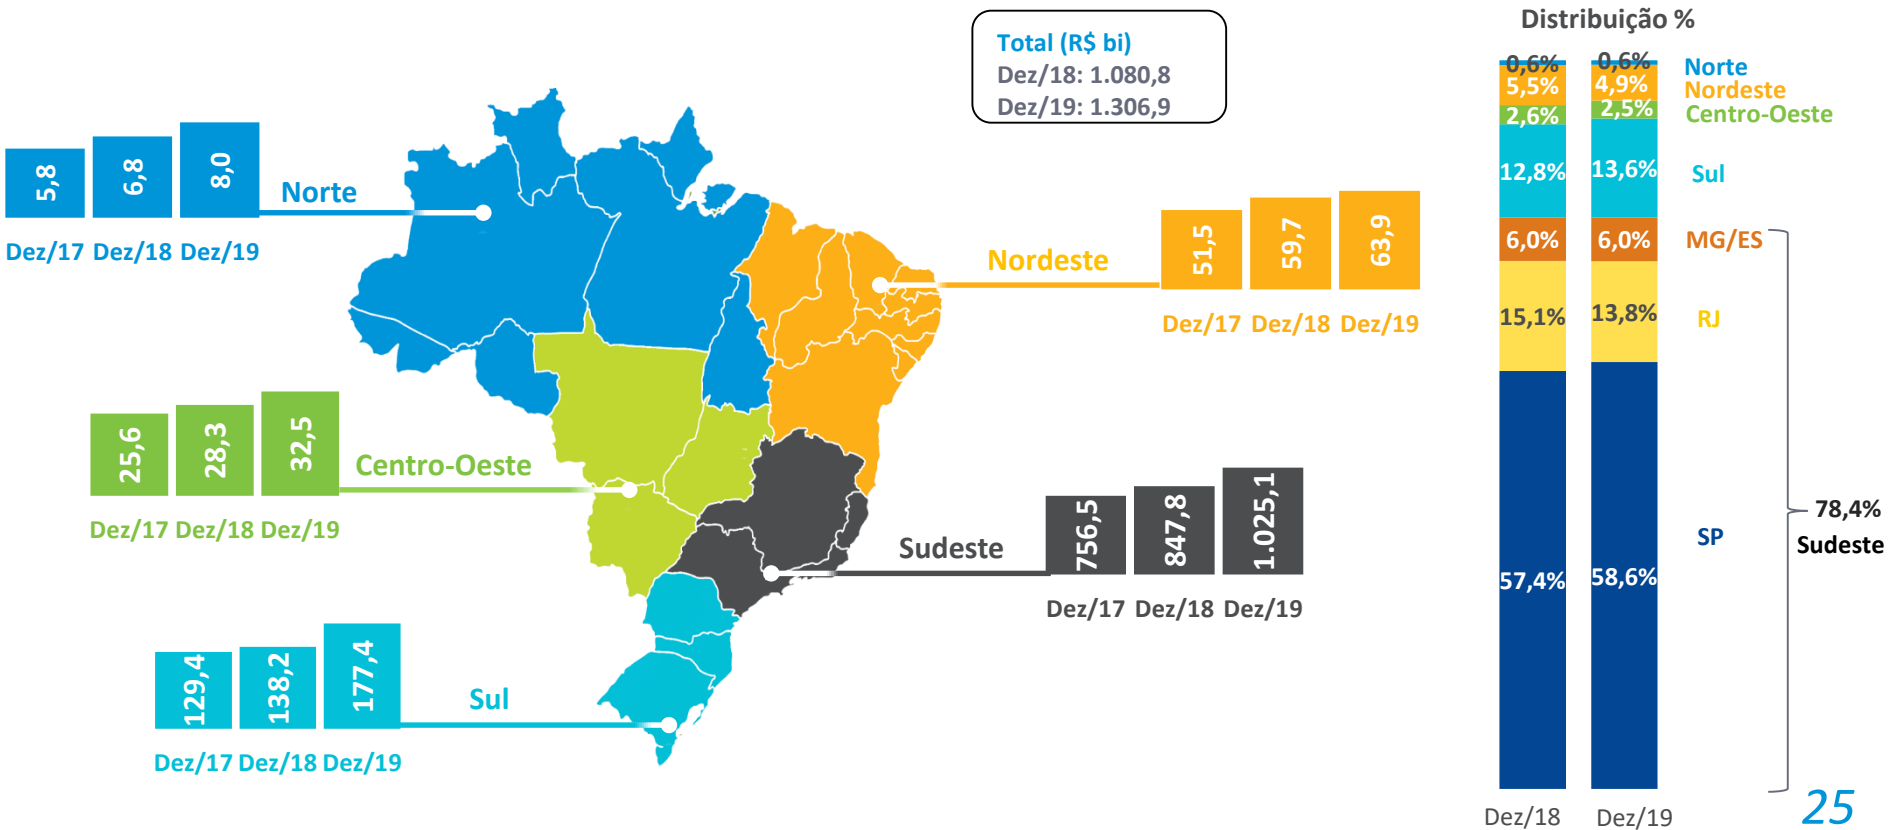 Total (R$ bi)
Dez/18: 1.080,8
Dez/19: 1.306,9
5,8
6,8
8,0
Norte
Dez/17 Dez/18 Dez/19
51,5
59,7
63,9
Nordeste
Dez/17 Dez/18 Dez/19
25,6
28,3
32,5
Centro-Oeste
Dez/17 Dez/18 Dez/19
756,5
847,8
1.025,1
Sudeste
Dez/17 Dez/18 Dez/19
129,4
138,2
177,4
Sul
Dez/17 Dez/18 Dez/19
Distribuição %
0,6% 0,6% Norte
5,5% 4,9% Nordeste
2,6% 2,5% Centro-Oeste
12,8% 13,6% Sul
6,0% 6,0% MG/ES
15,1% 13,8% RJ
57,4% 58,6% SP
78,4%
Sudeste
Dez/18 Dez/19
25